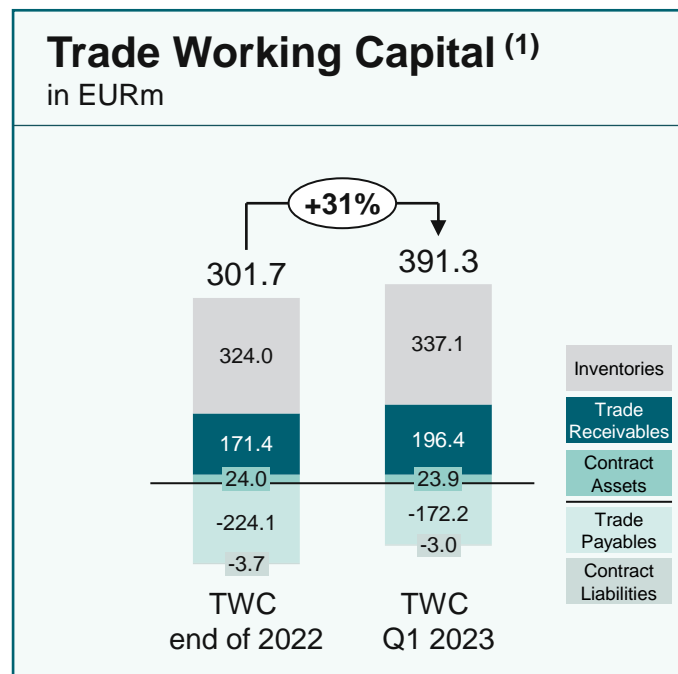 Trade Working Capital (1)
in EURm
+31%
301.7
391.3
324.0
337.1
171.4
196.4
24.0
23.9
-224.1
-172.2
-3.7
-3.0
TWC
end of 2022
TWC
Q1 2023
Inventories
Trade
Receivables
Contract
Assets
Trade
Payables
Contract
Liabilities